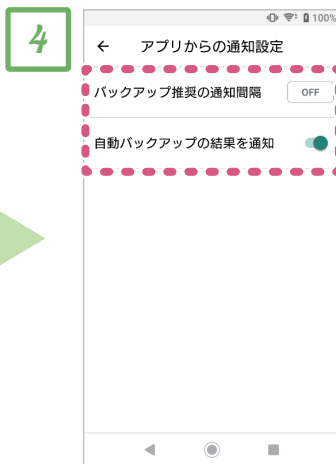 4
100%
アプリからの通知設定
バックアップ推奨の通知間隔
OFF
自動バックアップの結果を通知